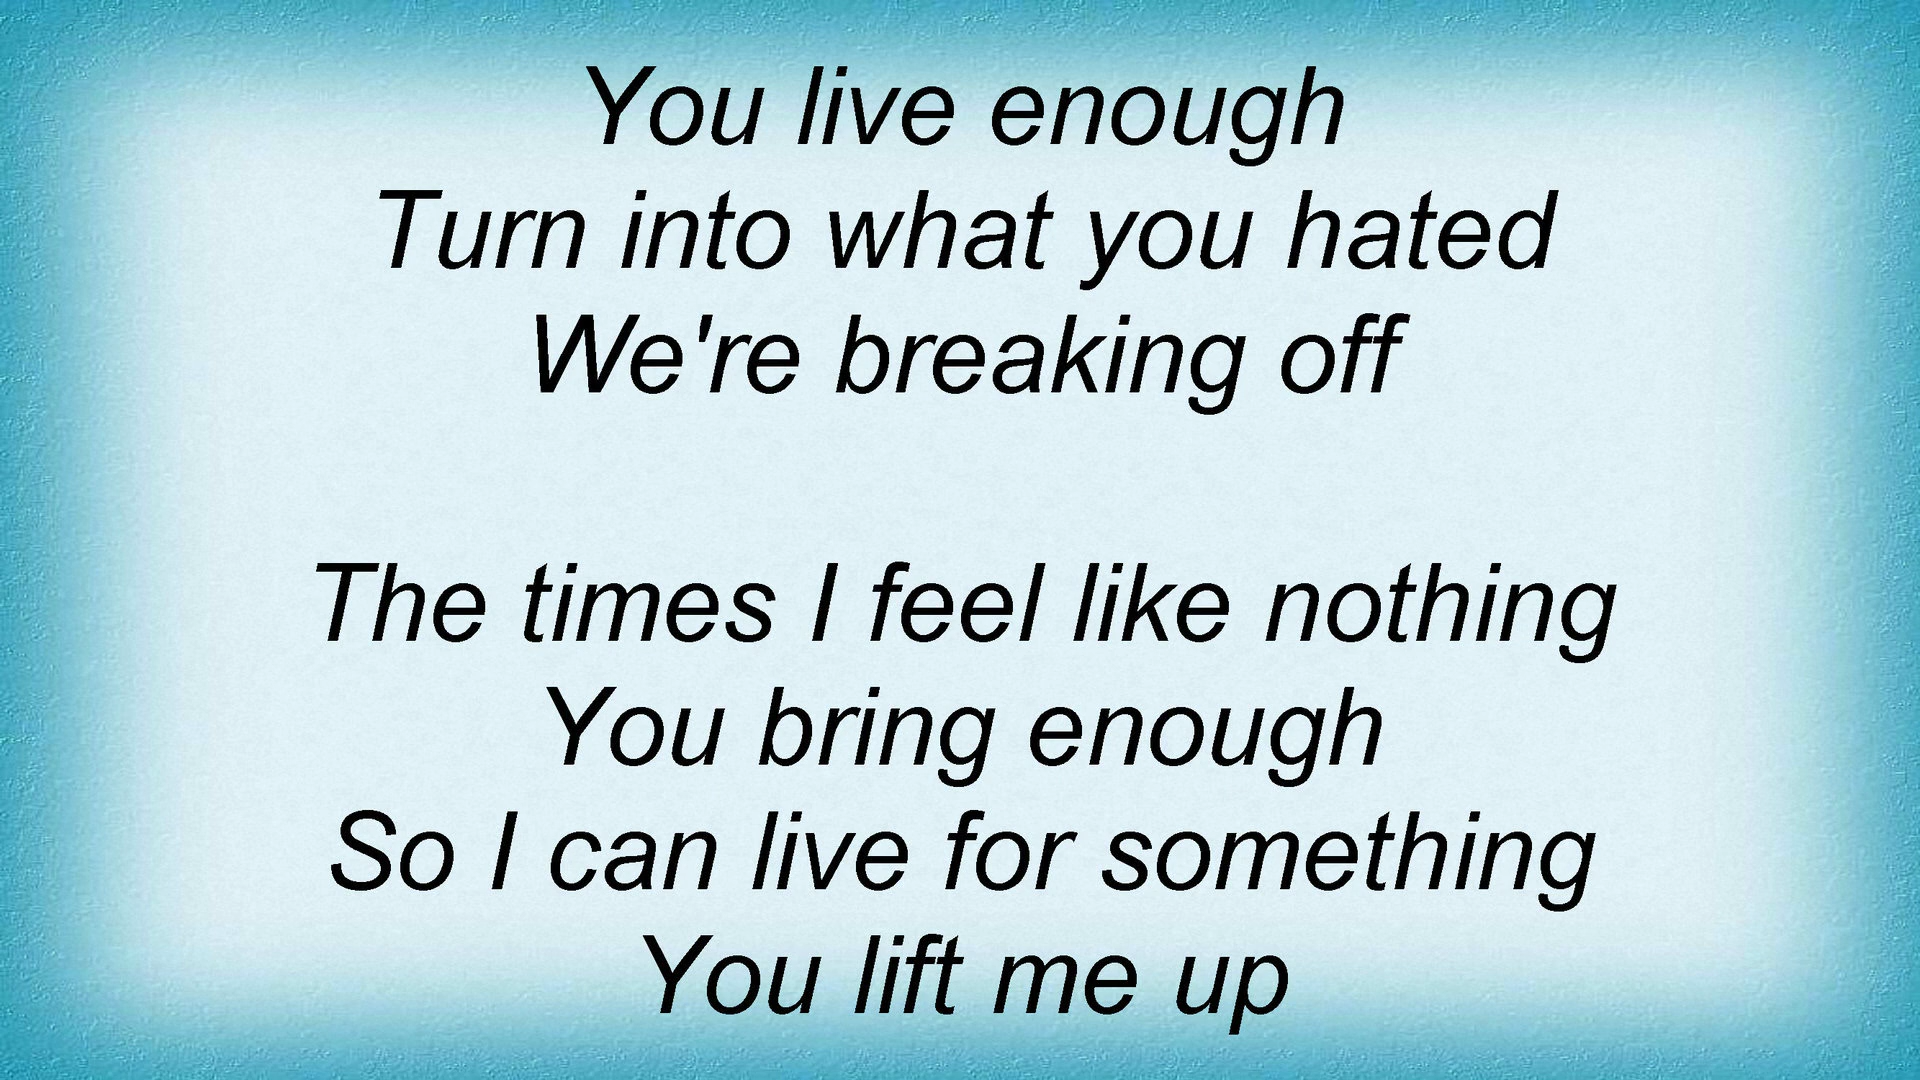 You live enough
Turn into what you hated
We're breaking off
The times I feel like nothing
You bring enough
So I can live for something
You lift me up